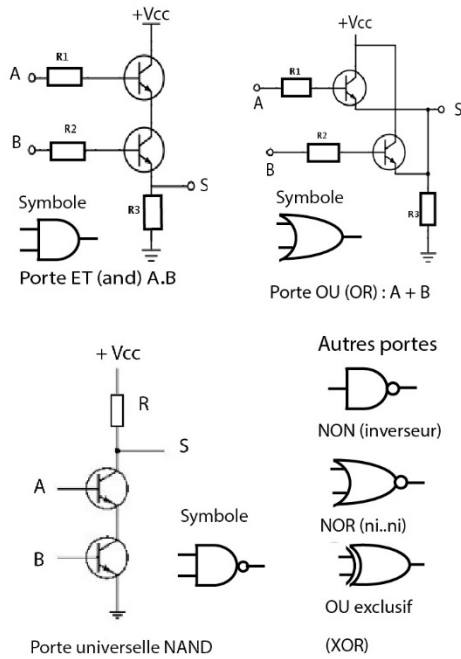 +Vcc
A
R1
B
R2
S
R3
Symbole
Porte ET (and) A.B
+Vcc
R1
A
S
R2
B
R3
Symbole
Porte OU (OR) : A + B
+ Vcc
R
S
A
B
Symbole
Porte universelle NAND
Autres portes
NON (inverseur)
NOR (ni..ni)
OU exclusif
(XOR)